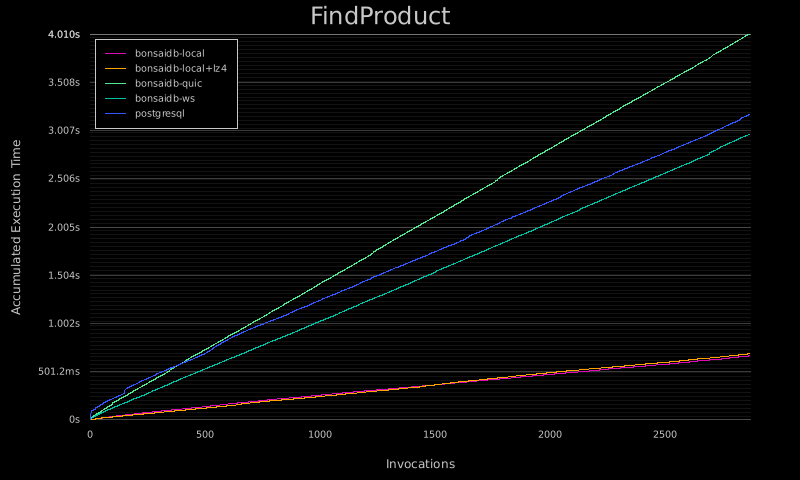 FindProduct
4.010s
bonsaidb-local
bonsaidb-local+lz4
bonsaidb-quic
bonsaidb-ws
postgresql
3.508s
3.007s
2.506s
2.005s
1.504s
1.002s
501.2ms
0s
Accumulated Execution Time
0 500 1000 1500 2000 2500
Invocations